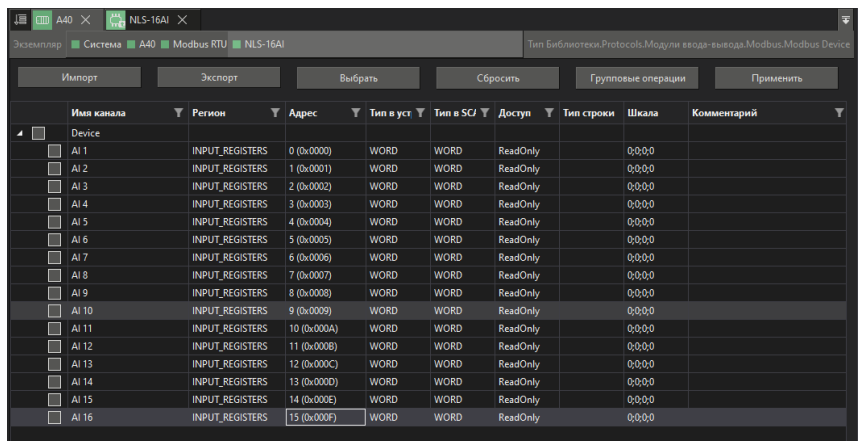 A40 NLS-16AI
Экземпляр Система A40 Modbus RTU NLS-16AI Тип Библиотеки.Protocols.Модули ввода-вывода.Modbus.Modbus Device
Импорт Экспорт Выбрать Сбросить Групповые операции Применить
Имя канала Регион Адрес Тип в уст Тип в SCA Доступ Тип строки Шкала Комментарий
Device
AI 1 INPUT_REGISTERS 0 (0x0000) WORD WORD ReadOnly 0;0;0;0
AI 2 INPUT_REGISTERS 1 (0x0001) WORD WORD ReadOnly 0;0;0;0
AI 3 INPUT_REGISTERS 2 (0x0002) WORD WORD ReadOnly 0;0;0;0
AI 4 INPUT_REGISTERS 3 (0x0003) WORD WORD ReadOnly 0;0;0;0
AI 5 INPUT_REGISTERS 4 (0x0004) WORD WORD ReadOnly 0;0;0;0
AI 6 INPUT_REGISTERS 5 (0x0005) WORD WORD ReadOnly 0;0;0;0
AI 7 INPUT_REGISTERS 6 (0x0006) WORD WORD ReadOnly 0;0;0;0
AI 8 INPUT_REGISTERS 7 (0x0007) WORD WORD ReadOnly 0;0;0;0
AI 9 INPUT_REGISTERS 8 (0x0008) WORD WORD ReadOnly 0;0;0;0
AI 10 INPUT_REGISTERS 9 (0x0009) WORD WORD ReadOnly 0;0;0;0
AI 11 INPUT_REGISTERS 10 (0x000A) WORD WORD ReadOnly 0;0;0;0
AI 12 INPUT_REGISTERS 11 (0x000B) WORD WORD ReadOnly 0;0;0;0
AI 13 INPUT_REGISTERS 12 (0x000C) WORD WORD ReadOnly 0;0;0;0
AI 14 INPUT_REGISTERS 13 (0x000D) WORD WORD ReadOnly 0;0;0;0
AI 15 INPUT_REGISTERS 14 (0x000E) WORD WORD ReadOnly 0;0;0;0
AI 16 INPUT_REGISTERS 15 (0x000F) WORD WORD ReadOnly 0;0;0;0